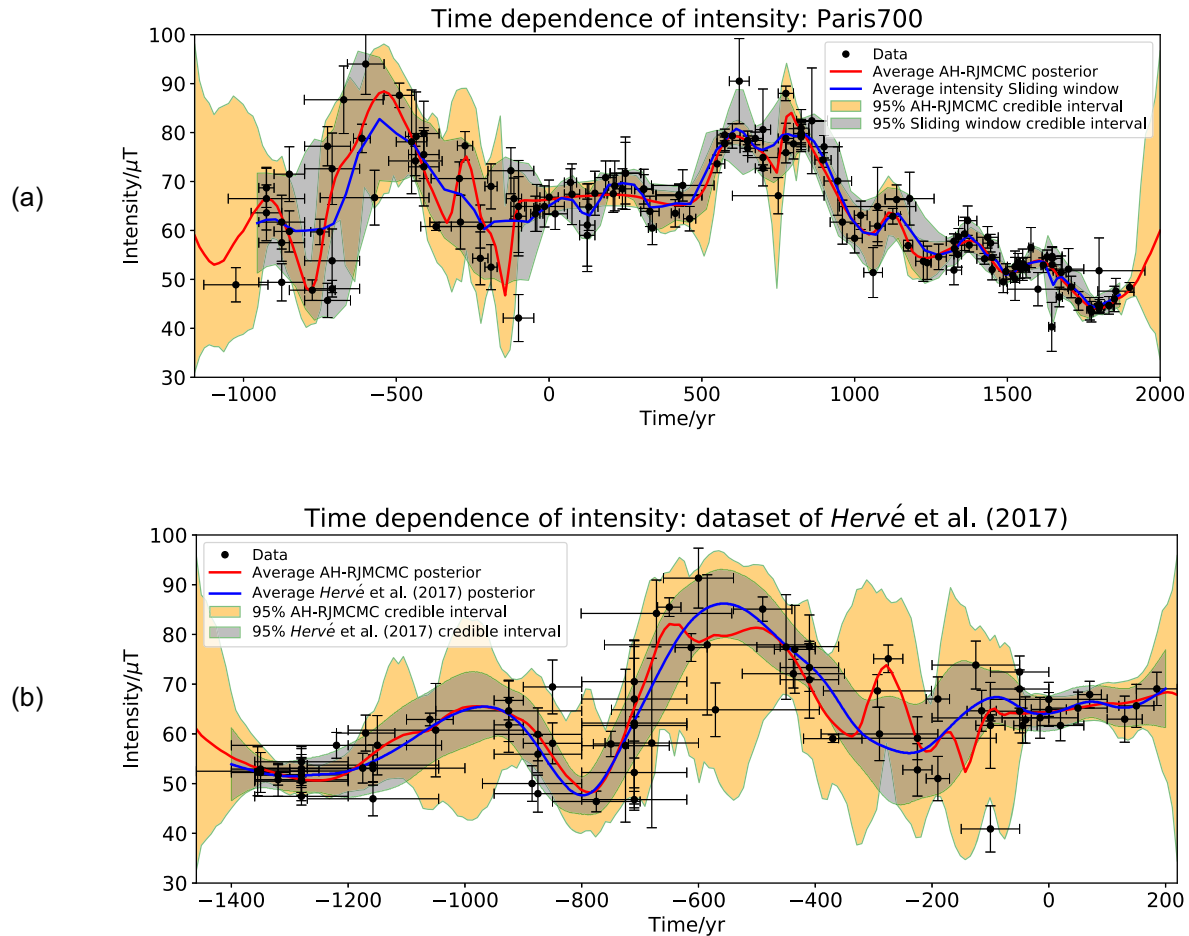 (a)
Time dependence of intensity: Paris700
Intensity/μT
100
90
80
70
60
50
40
30
Data
Average AH-RJMCMC posterior
Average intensity Sliding window
95% AH-RJMCMC credible interval
95% Sliding window credible interval
−1000
−500
0
500
1000
1500
2000
Time/yr
(b)
Time dependence of intensity: dataset of Hervé et al. (2017)
Intensity/μT
100
90
80
70
60
50
40
30
Data
Average AH-RJMCMC posterior
Average Hervé et al. (2017) posterior
95% AH-RJMCMC credible interval
95% Hervé et al. (2017) credible interval
−1400
−1200
−1000
−800
−600
−400
−200
0
200
Time/yr